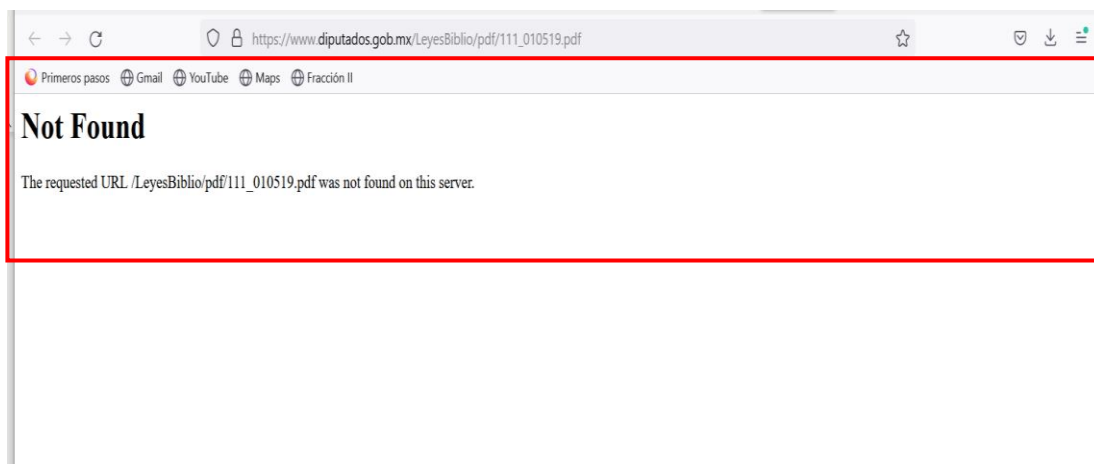 https://www.diputados.gob.mx/LeyesBiblio/pdf/111_010519.pdf
Primeros pasos Gmail YouTube Maps Fracción II
Not Found
The requested URL /LeyesBiblio/pdf/111_010519.pdf was not found on this server.